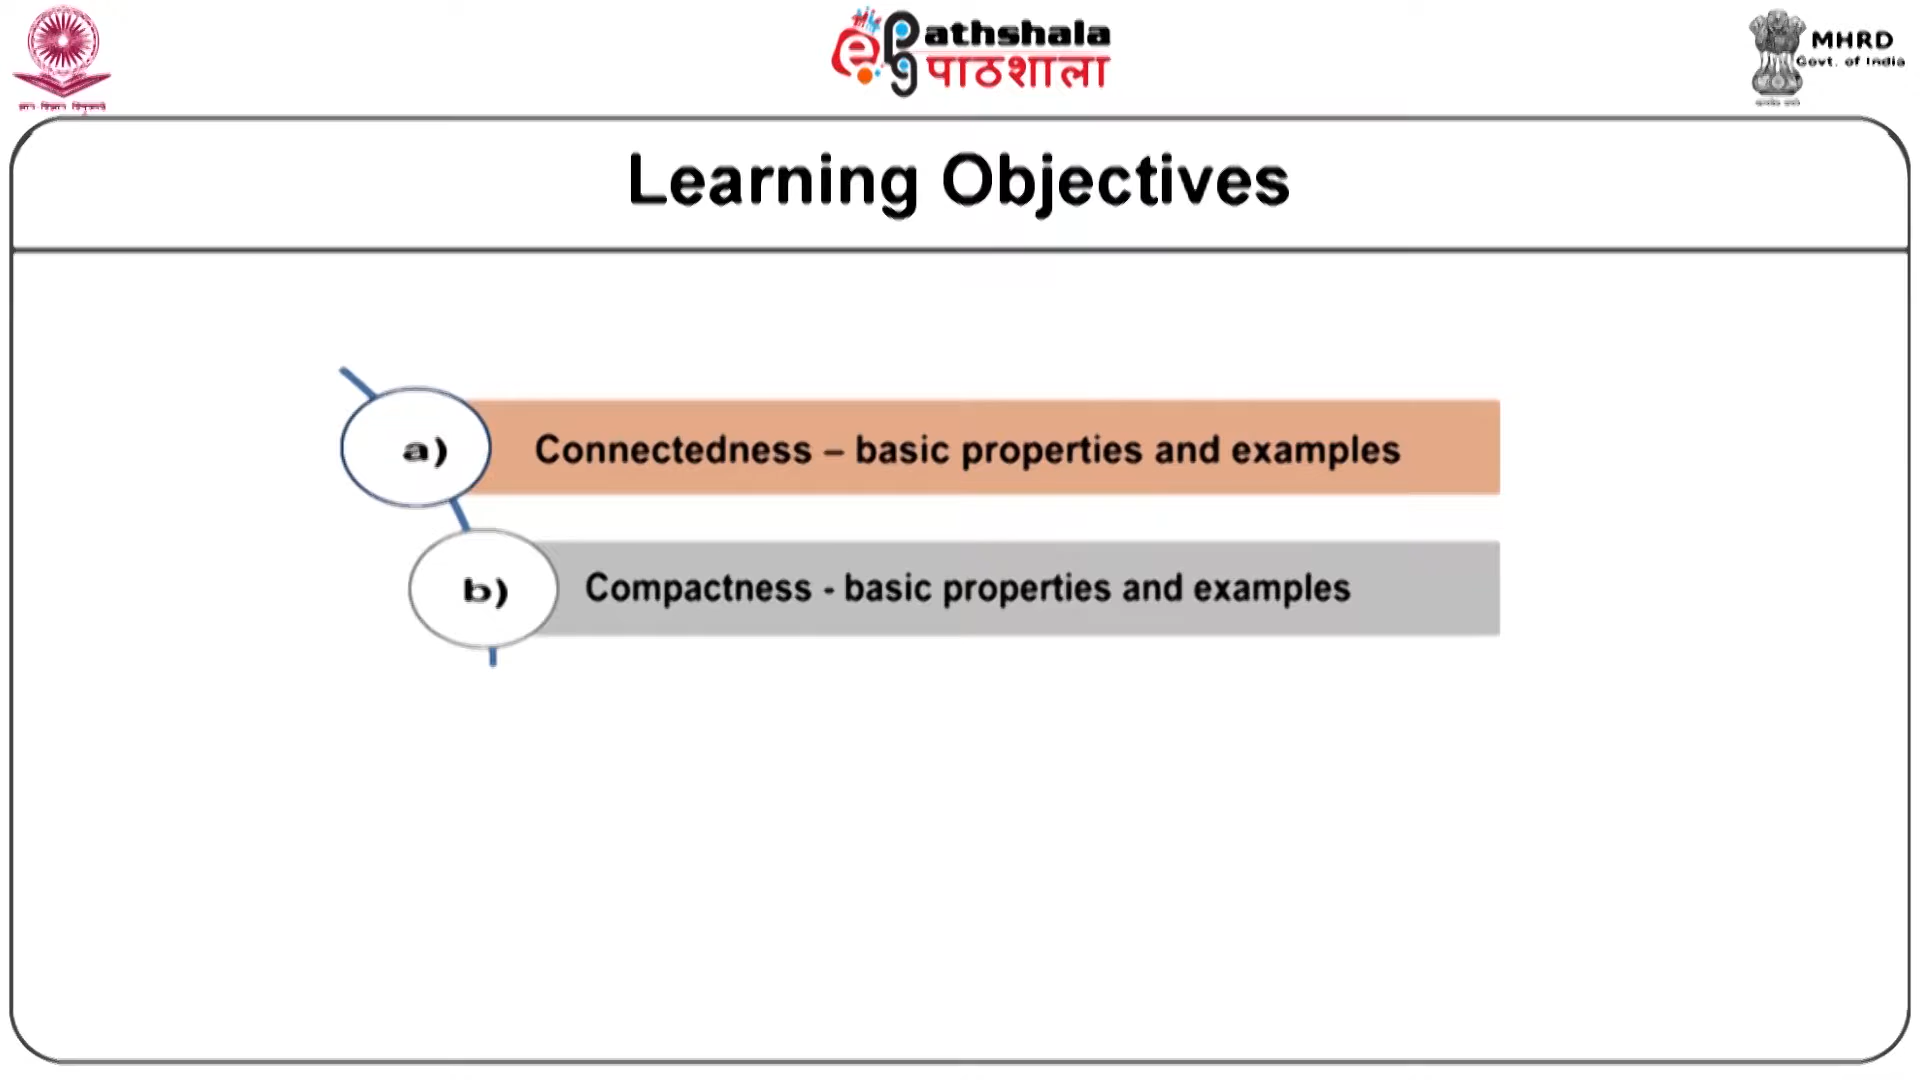 athshala
पाठशाला
MHRD
Govt. of India
Learning Objectives
a) Connectedness – basic properties and examples
b) Compactness - basic properties and examples